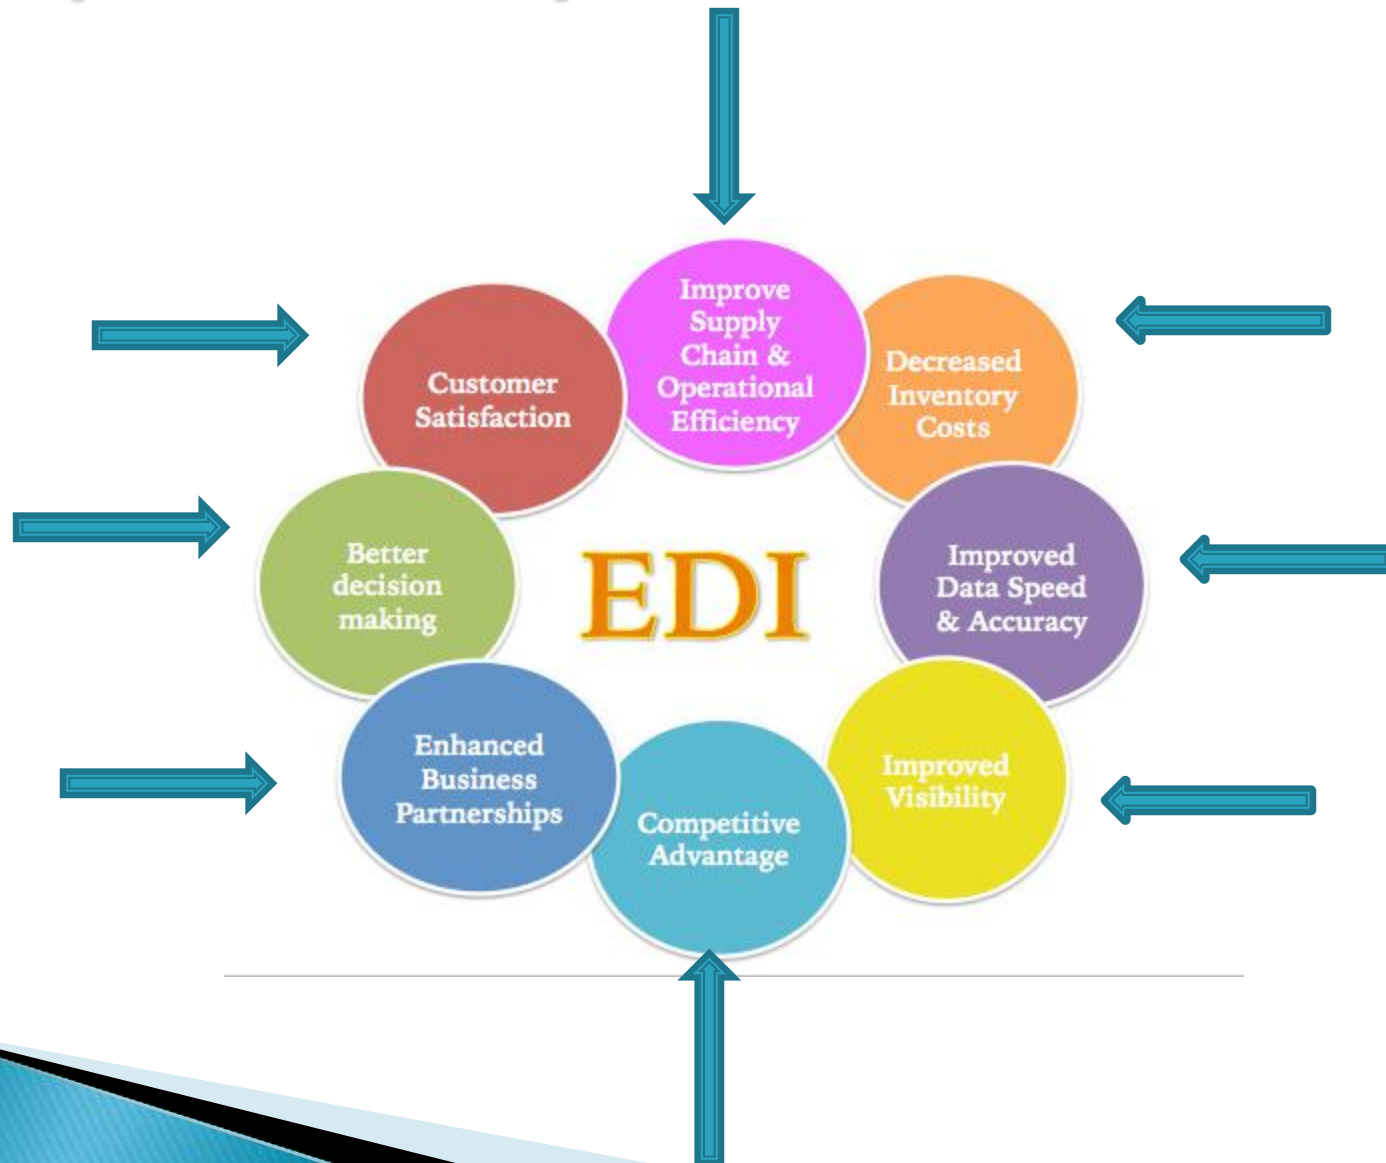 Improve
Supply
Chain &
Operational
Efficiency
Decreased
Inventory
Costs
Customer
Satisfaction
Better
decision
making
EDI
Improved
Data Speed
& Accuracy
Enhanced
Business
Partnerships
Improved
Visibility
Competitive
Advantage